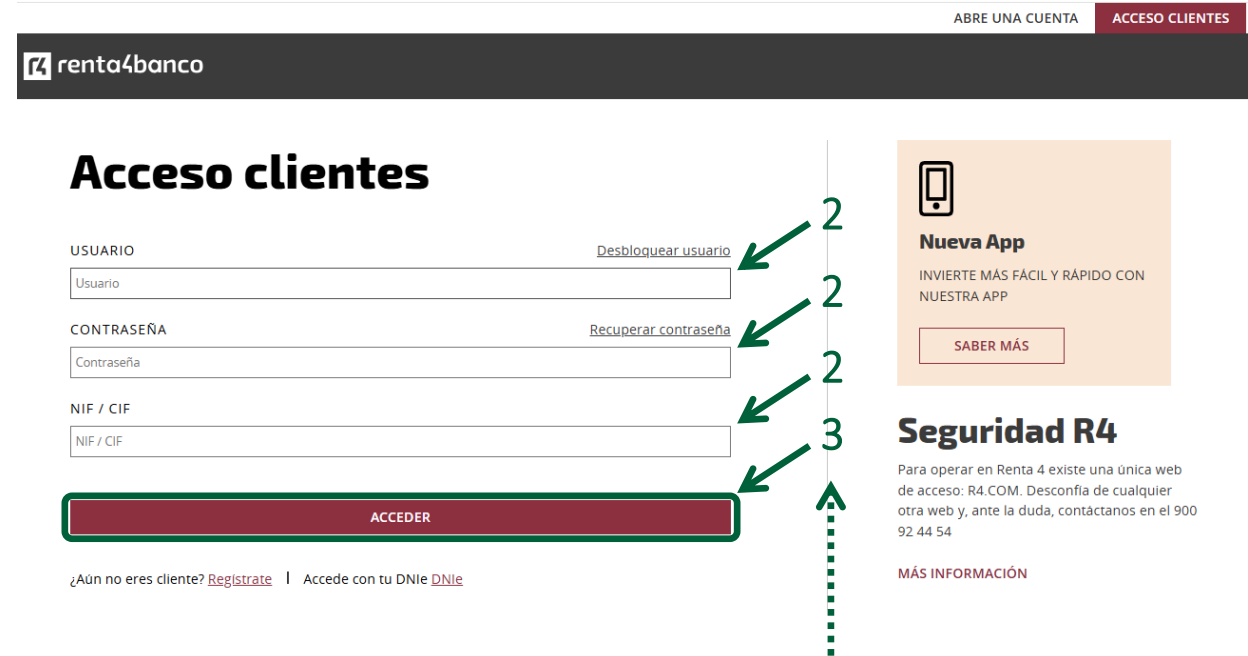 ABRE UNA CUENTA
ACCESO CLIENTES
r4 renta4banco
Acceso clientes
USUARIO
Desbloquear usuario
Usuario
2
CONTRASEÑA
Recuperar contraseña
Contraseña
2
NIF / CIF
NIF / CIF
2
ACCEDER
3
¿Aún no eres cliente? Regístrate | Accede con tu DNIe DNIe
Nueva App
INVIERTE MÁS FÁCIL Y RÁPIDO CON
NUESTRA APP
SABER MÁS
Seguridad R4
Para operar en Renta 4 existe una única web
de acceso: R4.COM. Desconfía de cualquier
otra web y, ante la duda, contáctanos en el 900
92 44 54
MÁS INFORMACIÓN